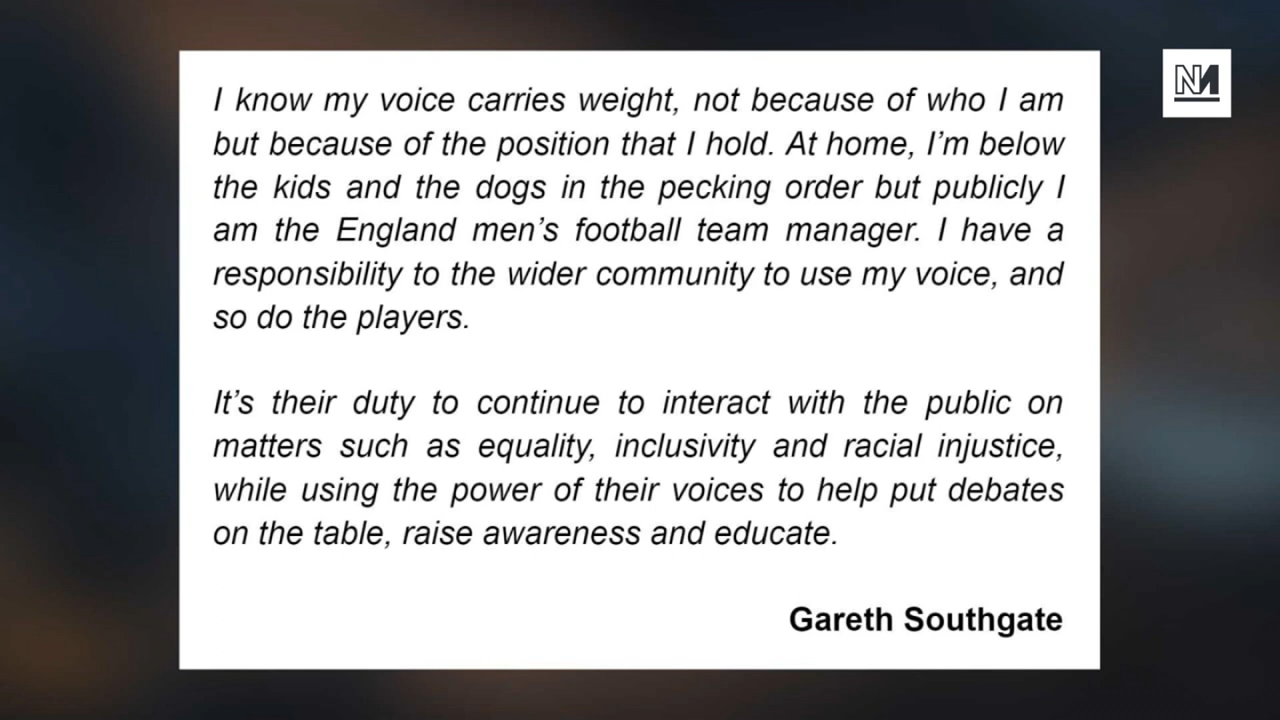 I know my voice carries weight, not because of who I am
but because of the position that I hold. At home, I’m below
the kids and the dogs in the pecking order but publicly I
am the England men’s football team manager. I have a
responsibility to the wider community to use my voice, and
so do the players.
It’s their duty to continue to interact with the public on
matters such as equality, inclusivity and racial injustice,
while using the power of their voices to help put debates
on the table, raise awareness and educate.
Gareth Southgate
NM